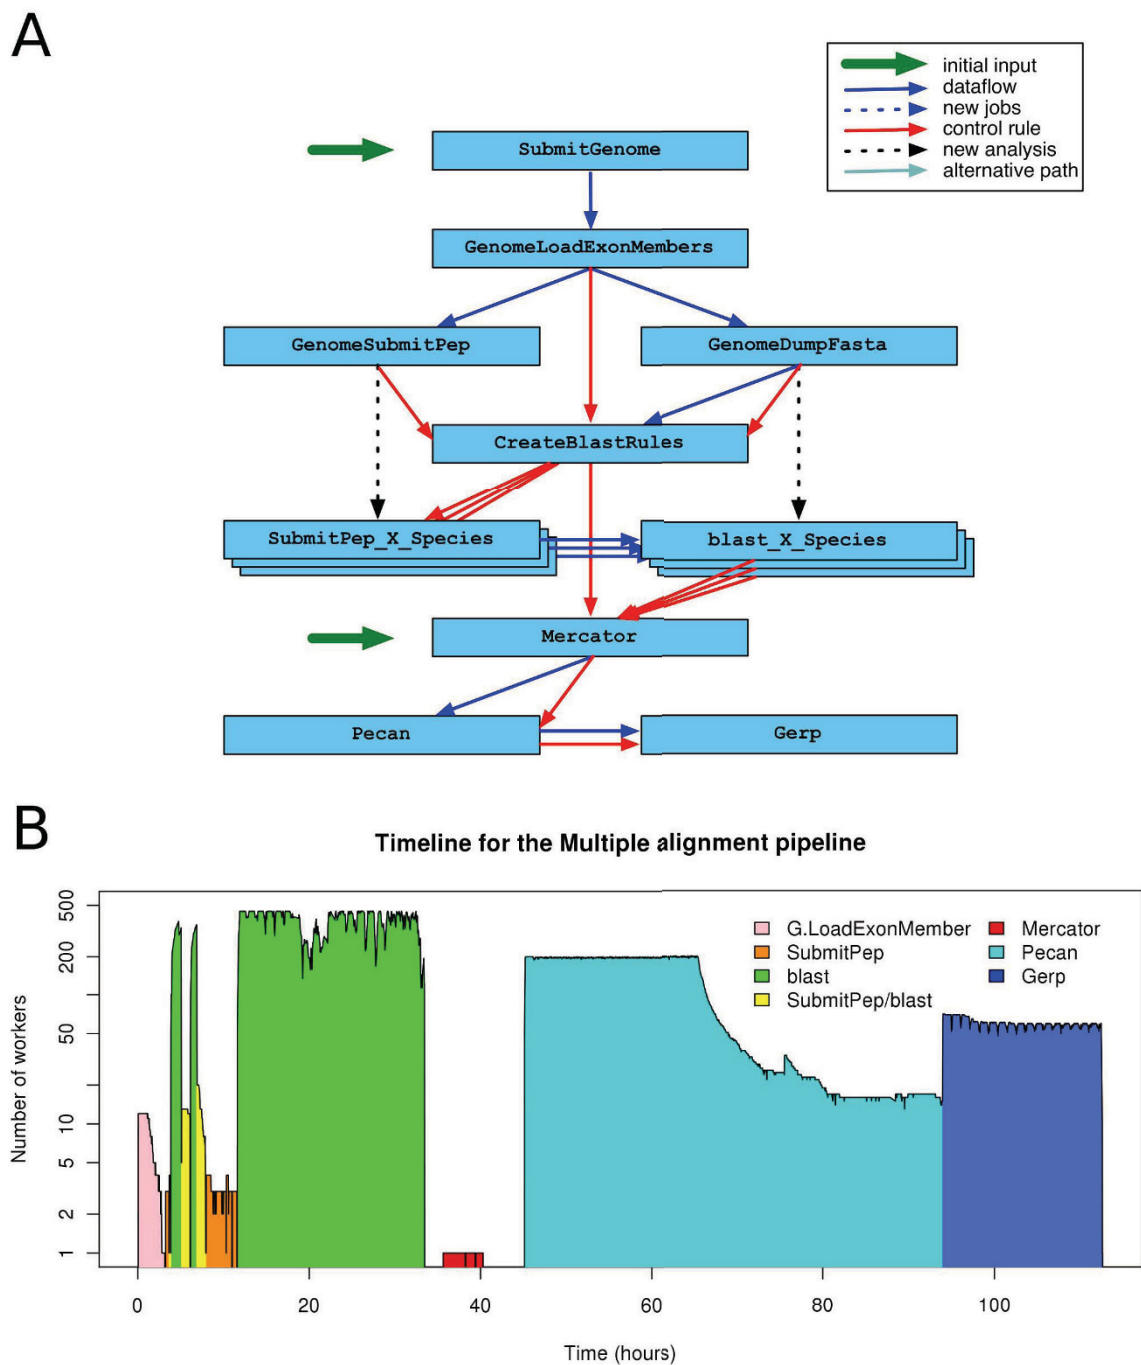 A
initial input
dataflow
new jobs
control rule
new analysis
alternative path
SubmitGenome
GenomeLoadExonMembers
GenomeSubmitPep
GenomeDumpFasta
CreateBlastRules
SubmitPep_X_Species
blast_X_Species
Mercator
Pecan
Gerp
B
Timeline for the Multiple alignment pipeline
Number of workers
500
200
50
10
5
2
1
G.LoadExonMember
SubmitPep
blast
SubmitPep/blast
Mercator
Pecan
Gerp
0 20 40 60 80 100
Time (hours)